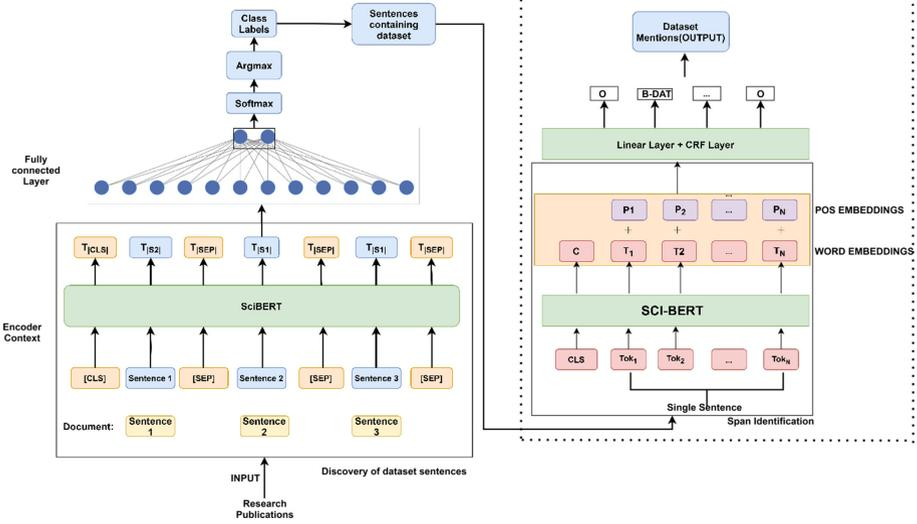 Class
Labels
Sentences
containing
dataset
Argmax
Softmax
Fully
connected
Layer
T|CLS| T|S2| T|SEP| T|S1| T|SEP| T|S1| T|SEP|
SciBERT
Encoder
Context
[CLS] Sentence 1 [SEP] Sentence 2 [SEP] Sentence 3 [SEP]
Document:
Sentence
1
Sentence
2
Sentence
3
Discovery of dataset sentences
INPUT
Research
Publications
Dataset
Mentions(OUTPUT)
O B-DAT ... O
Linear Layer + CRF Layer
...
P1 P2 ... PN
POS EMBEDDINGS
+ + +
C T1 T2 ... TN
WORD EMBEDDINGS
SCI-BERT
CLS Tok1 Tok2 ... TokN
Single Sentence
Span Identification